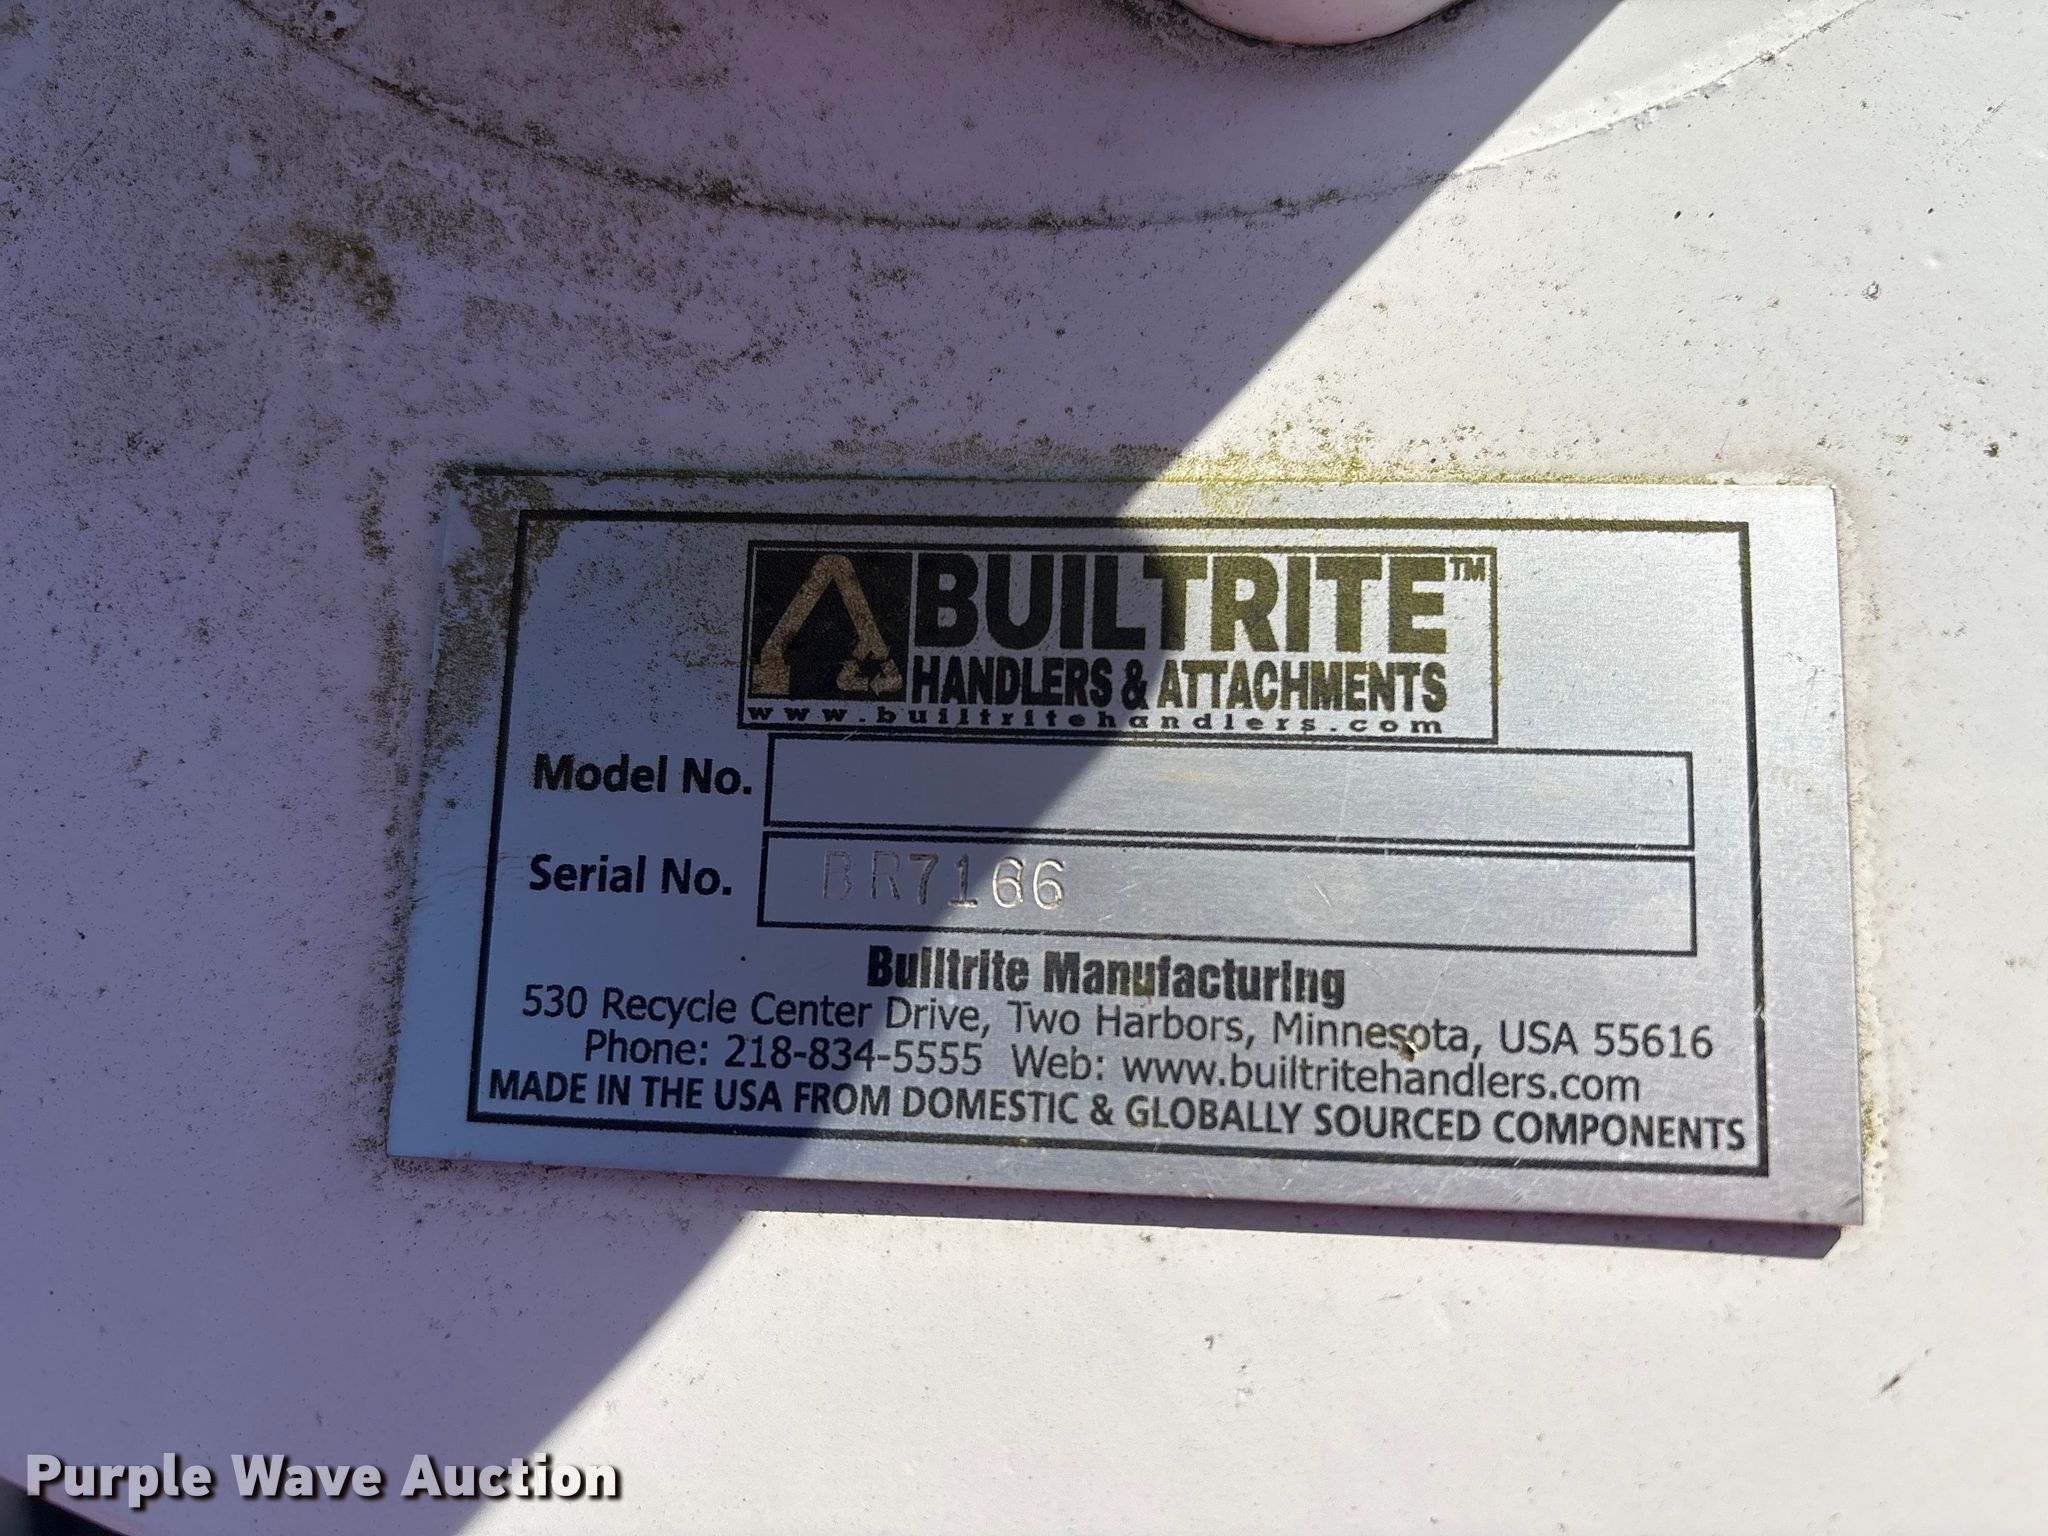 BUILTRITE™
HANDLERS & ATTACHMENTS
www.builtritehandlers.com
Model No.
Serial No. BR7166
Builtrite Manufacturing
530 Recycle Center Drive, Two Harbors, Minnesota, USA 55616
Phone: 218-834-5555 Web: www.builtritehandlers.com
MADE IN THE USA FROM DOMESTIC & GLOBALLY SOURCED COMPONENTS
Purple Wave Auction